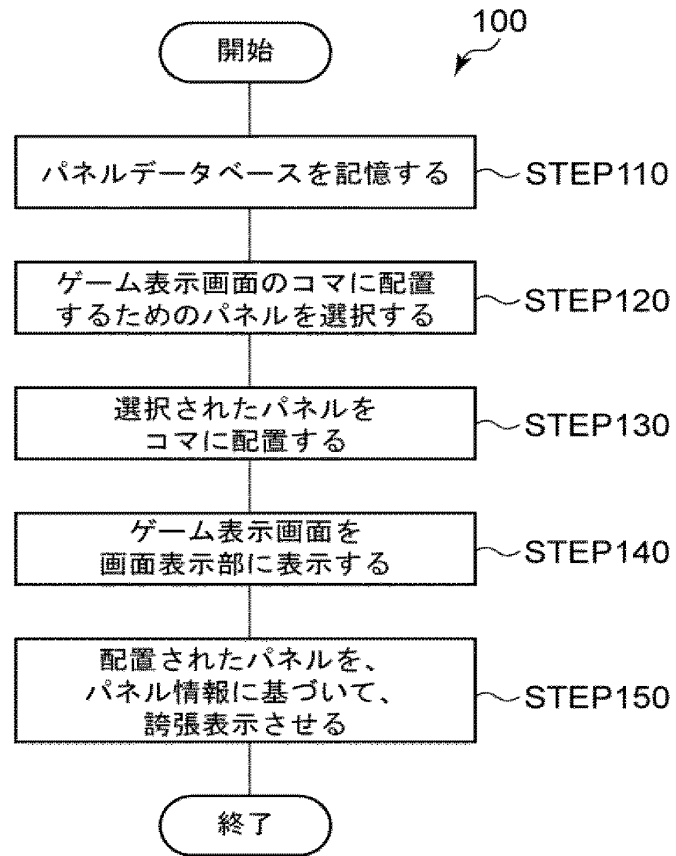 100
開始
パネルデータベースを記憶する
STEP110
ゲーム表示画面のコマに配置
するためのパネルを選択する
STEP120
選択されたパネルを
コマに配置する
STEP130
ゲーム表示画面を
画面表示部に表示する
STEP140
配置されたパネルを、
パネル情報に基づいて、
誇張表示させる
STEP150
終了